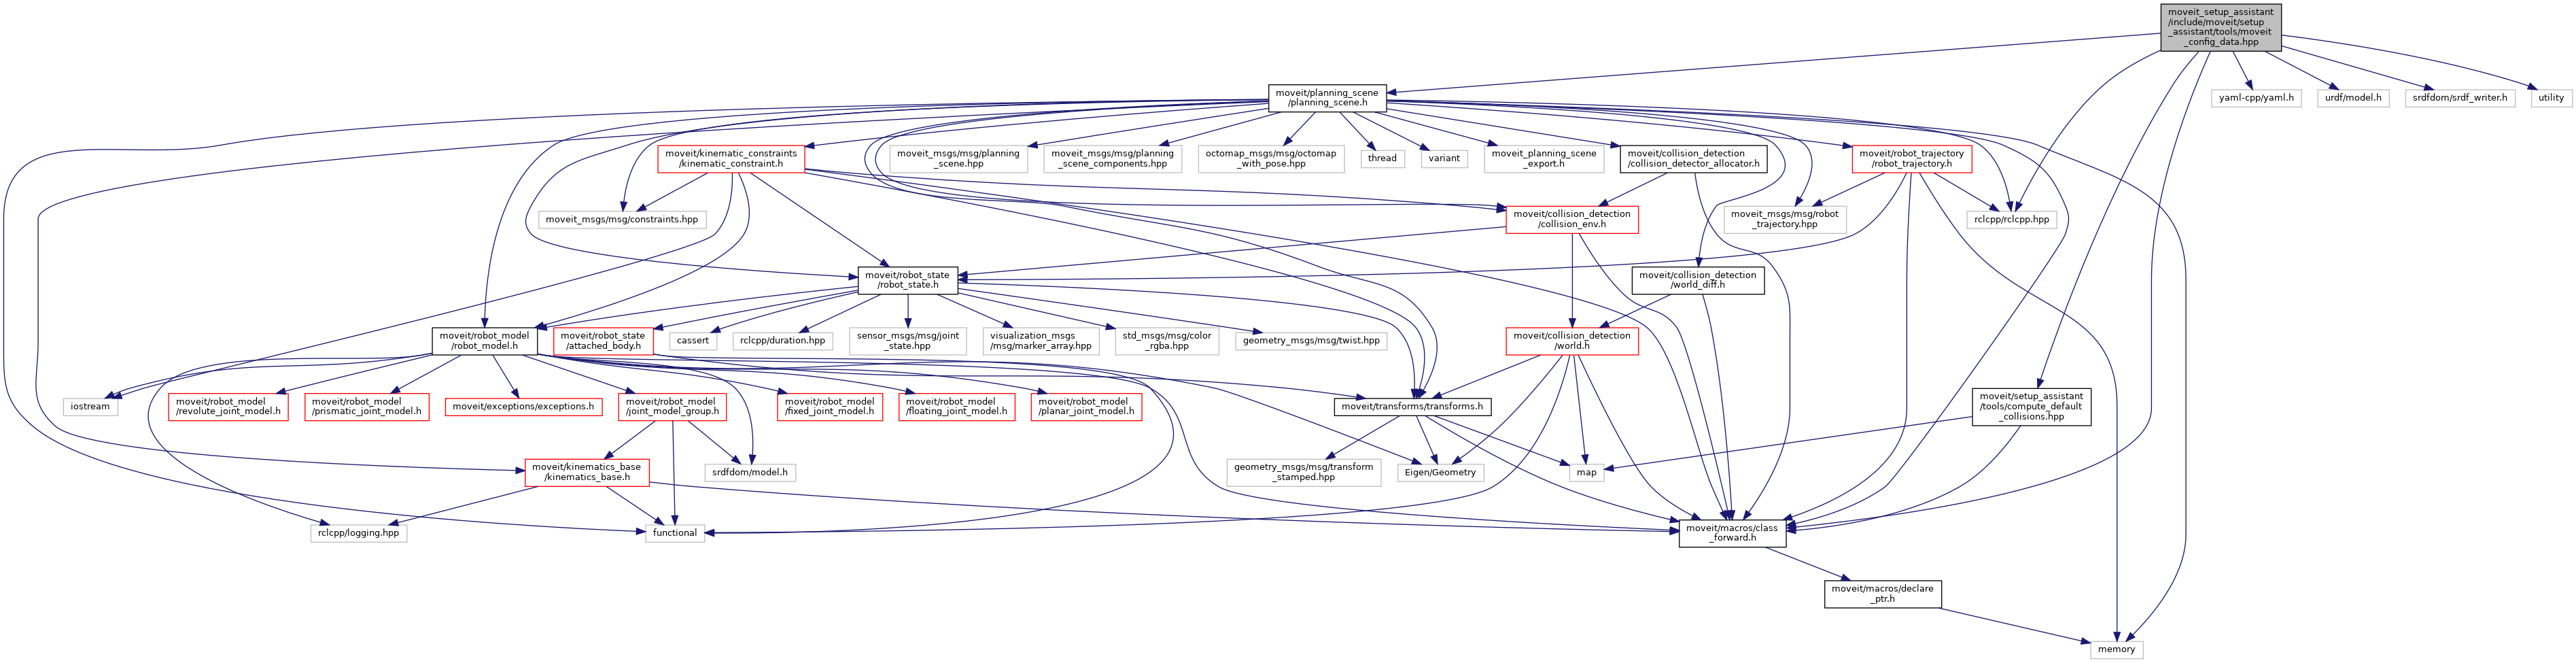 moveit_setup_assistant
/include/moveit/setup
_assistant/tools/moveit
_config_data.hpp
moveit/planning_scene
/planning_scene.h
yaml-cpp/yaml.h
urdf/model.h
srdfdom/srdf_writer.h
utility
moveit/kinematic_constraints
/kinematic_constraint.h
moveit_msgs/msg/planning
_scene.hpp
moveit_msgs/msg/planning
_scene_components.hpp
octomap_msgs/msg/octomap
_with_pose.hpp
thread
variant
moveit_planning_scene
_export.h
moveit/collision_detection
/collision_detector_allocator.h
moveit/robot_trajectory
/robot_trajectory.h
moveit_msgs/msg/constraints.hpp
moveit/collision_detection
/collision_env.h
moveit_msgs/msg/robot
_trajectory.hpp
rclcpp/rclcpp.hpp
moveit/robot_state
/robot_state.h
moveit/collision_detection
/world_diff.h
moveit/robot_model
/robot_model.h
moveit/robot_state
/attached_body.h
cassert
rclcpp/duration.hpp
sensor_msgs/msg/joint
_state.hpp
visualization_msgs
/msg/marker_array.hpp
std_msgs/msg/color
_rgba.hpp
geometry_msgs/msg/twist.hpp
moveit/collision_detection
/world.h
iostream
moveit/robot_model
/revolute_joint_model.h
moveit/robot_model
/prismatic_joint_model.h
moveit/exceptions/exceptions.h
moveit/robot_model
/joint_model_group.h
moveit/robot_model
/fixed_joint_model.h
moveit/robot_model
/floating_joint_model.h
moveit/robot_model
/planar_joint_model.h
moveit/transforms/transforms.h
moveit/setup_assistant
/tools/compute_default
_collisions.hpp
moveit/kinematics_base
/kinematics_base.h
srdfdom/model.h
geometry_msgs/msg/transform
_stamped.hpp
Eigen/Geometry
map
rclcpp/logging.hpp
functional
moveit/macros/class
_forward.h
moveit/macros/declare
_ptr.h
memory